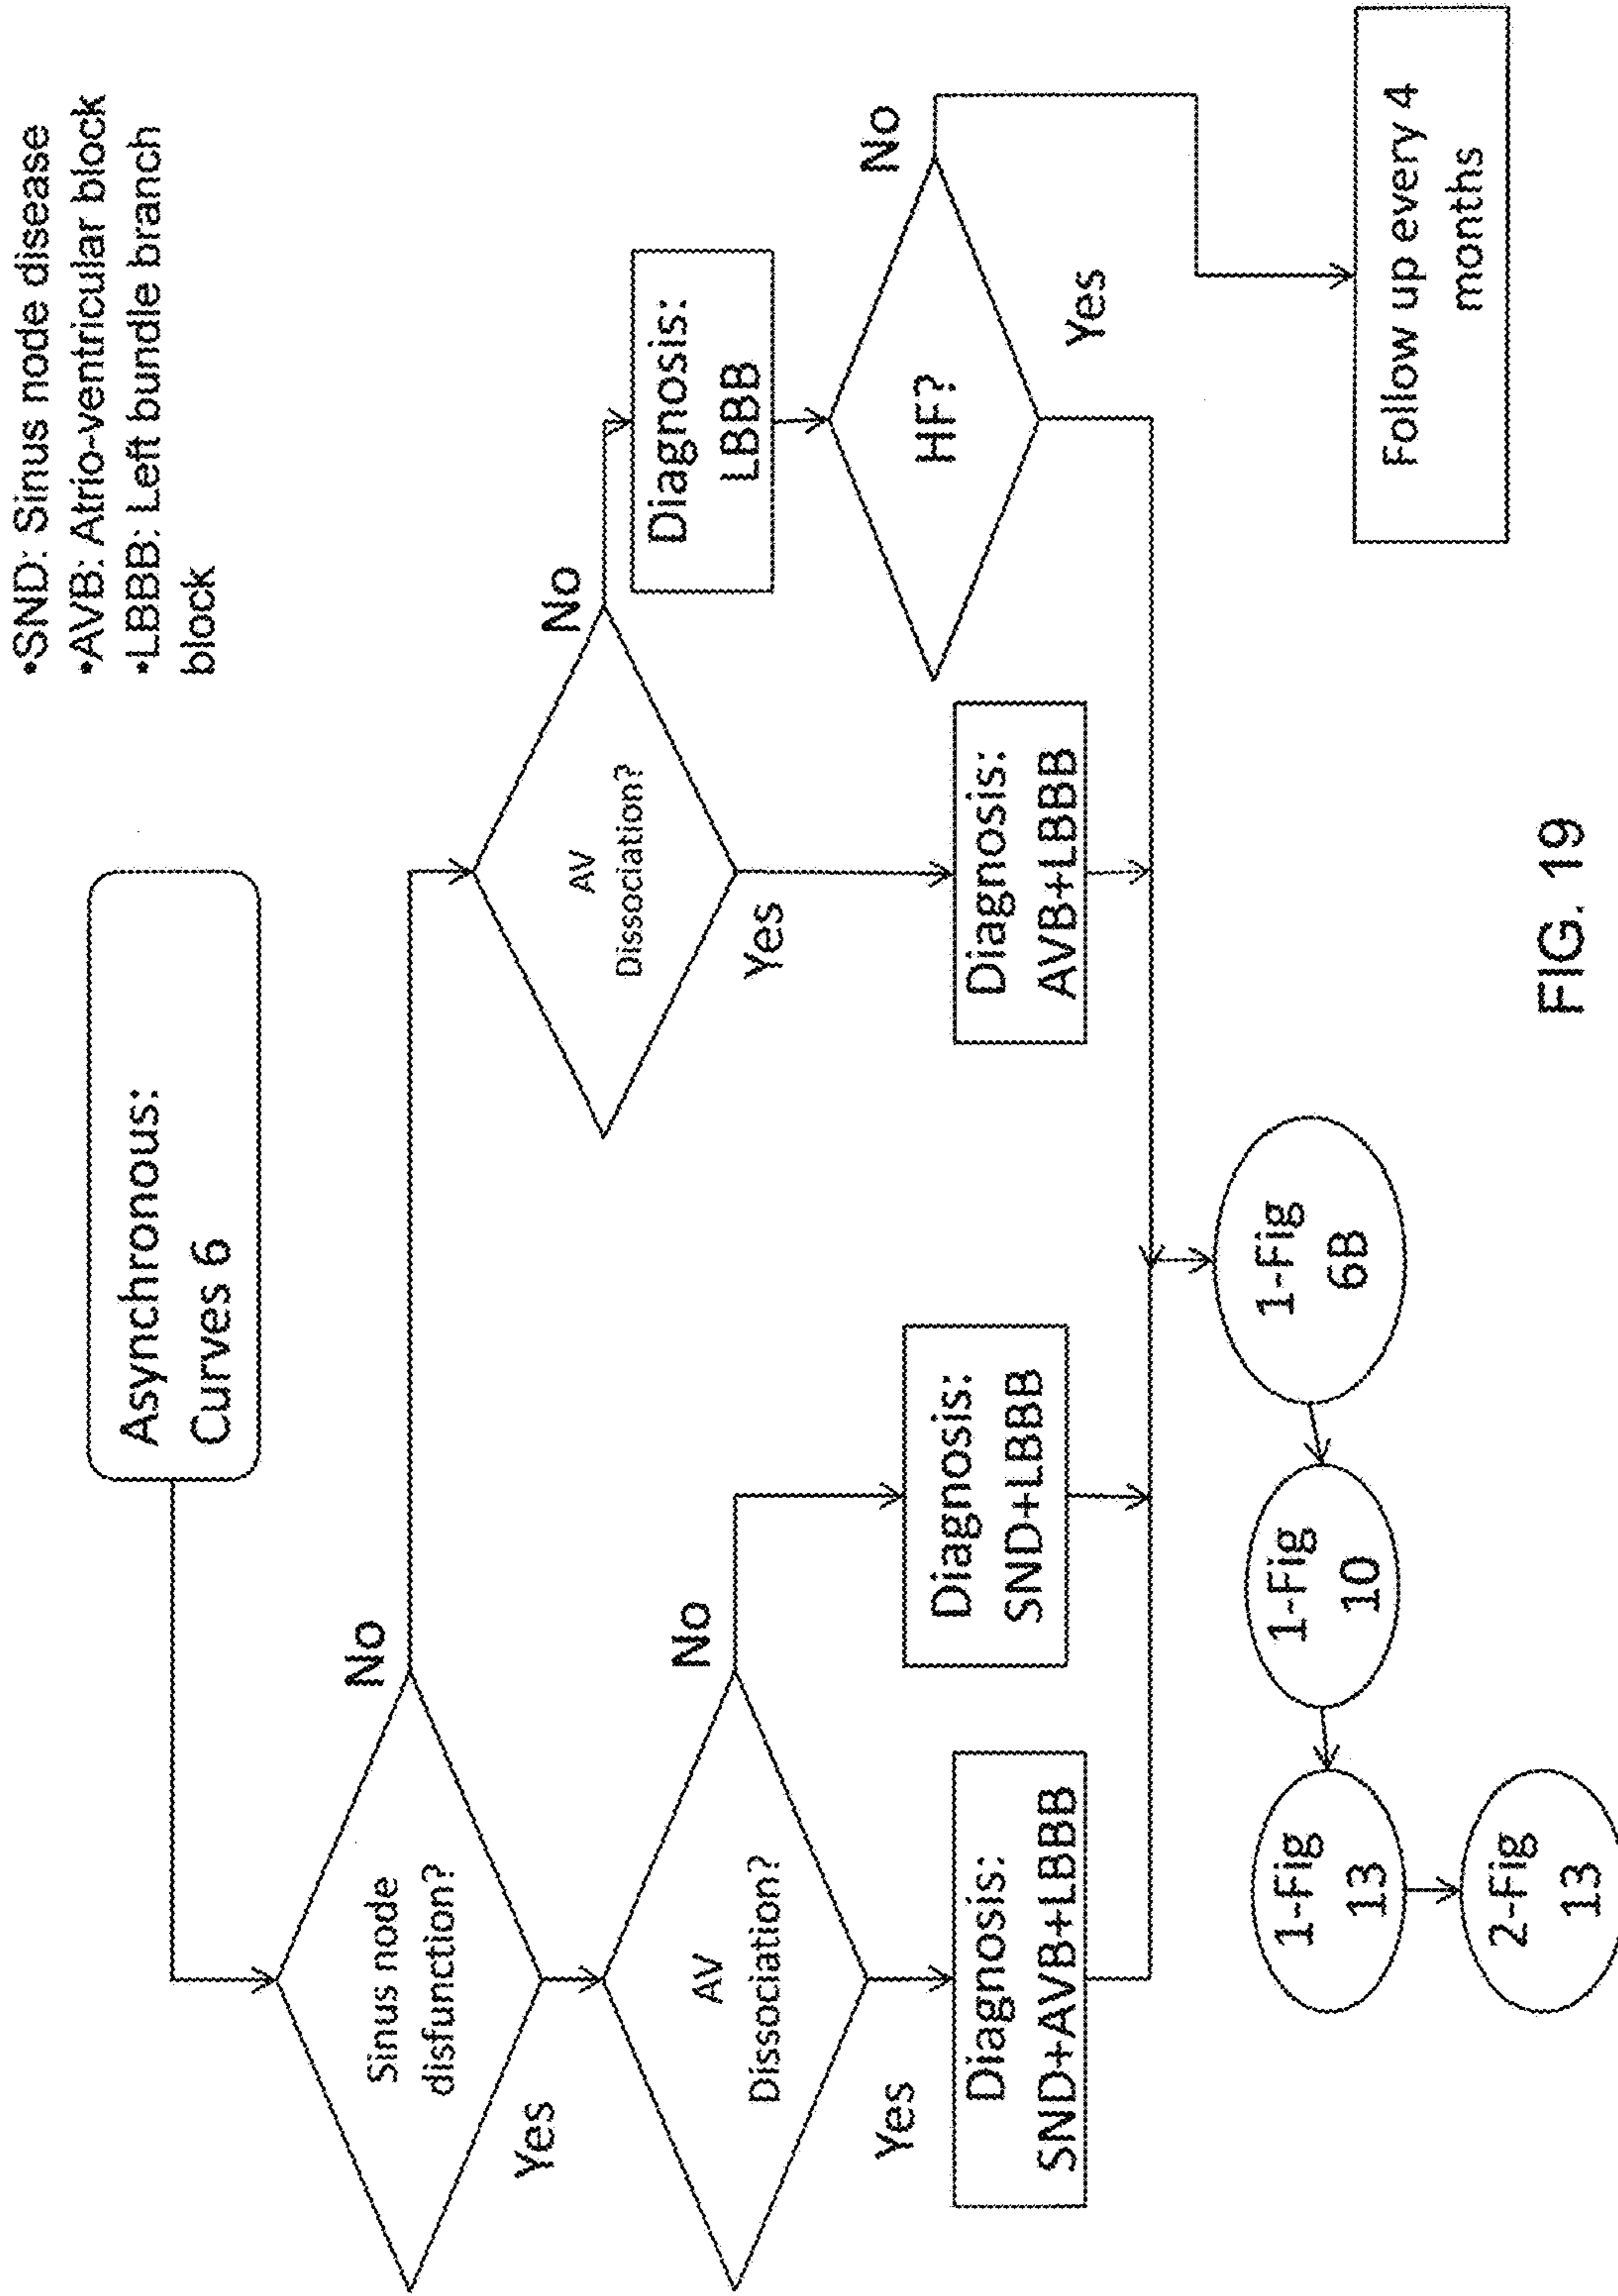 •SND: Sinus node disease
•AVB: Atrio-ventricular block
•LBBB: Left bundle branch
block
Asynchronous:
Curves 6
Sinus node
disfunction?
No
Yes
AV
Dissociation?
No
Yes
AV
Dissociation?
No
Yes
Diagnosis:
LBBB
HF?
No
Yes
Diagnosis:
SND+AVB+LBBB
Diagnosis:
SND+LBBB
Diagnosis:
AVB+LBBB
1-Fig
6B
1-Fig
10
1-Fig
13
2-Fig
13
Follow up every 4
months
FIG. 19